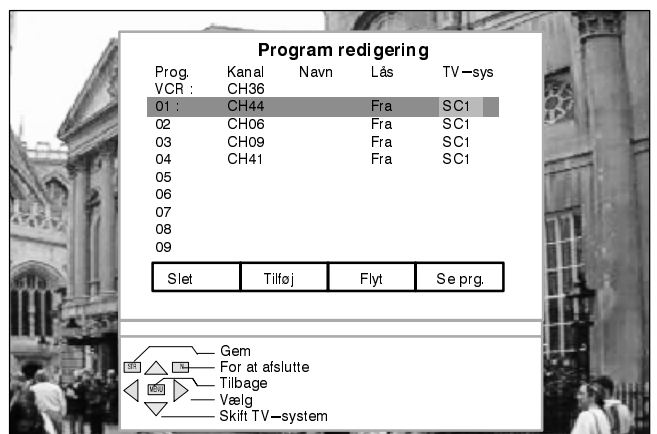 Program redigering
Prog. Kanal Navn Lås TV-sys
VCR : CH36
01 : CH44 Fra SC1
02 CH06 Fra SC1
03 CH09 Fra SC1
04 CH41 Fra SC1
05
06
07
08
09
Slet Tilføj Flyt Se prg.
Gem
STR N
For at afslutte
Tilbage
MENU
Vælg
Skift TV-system